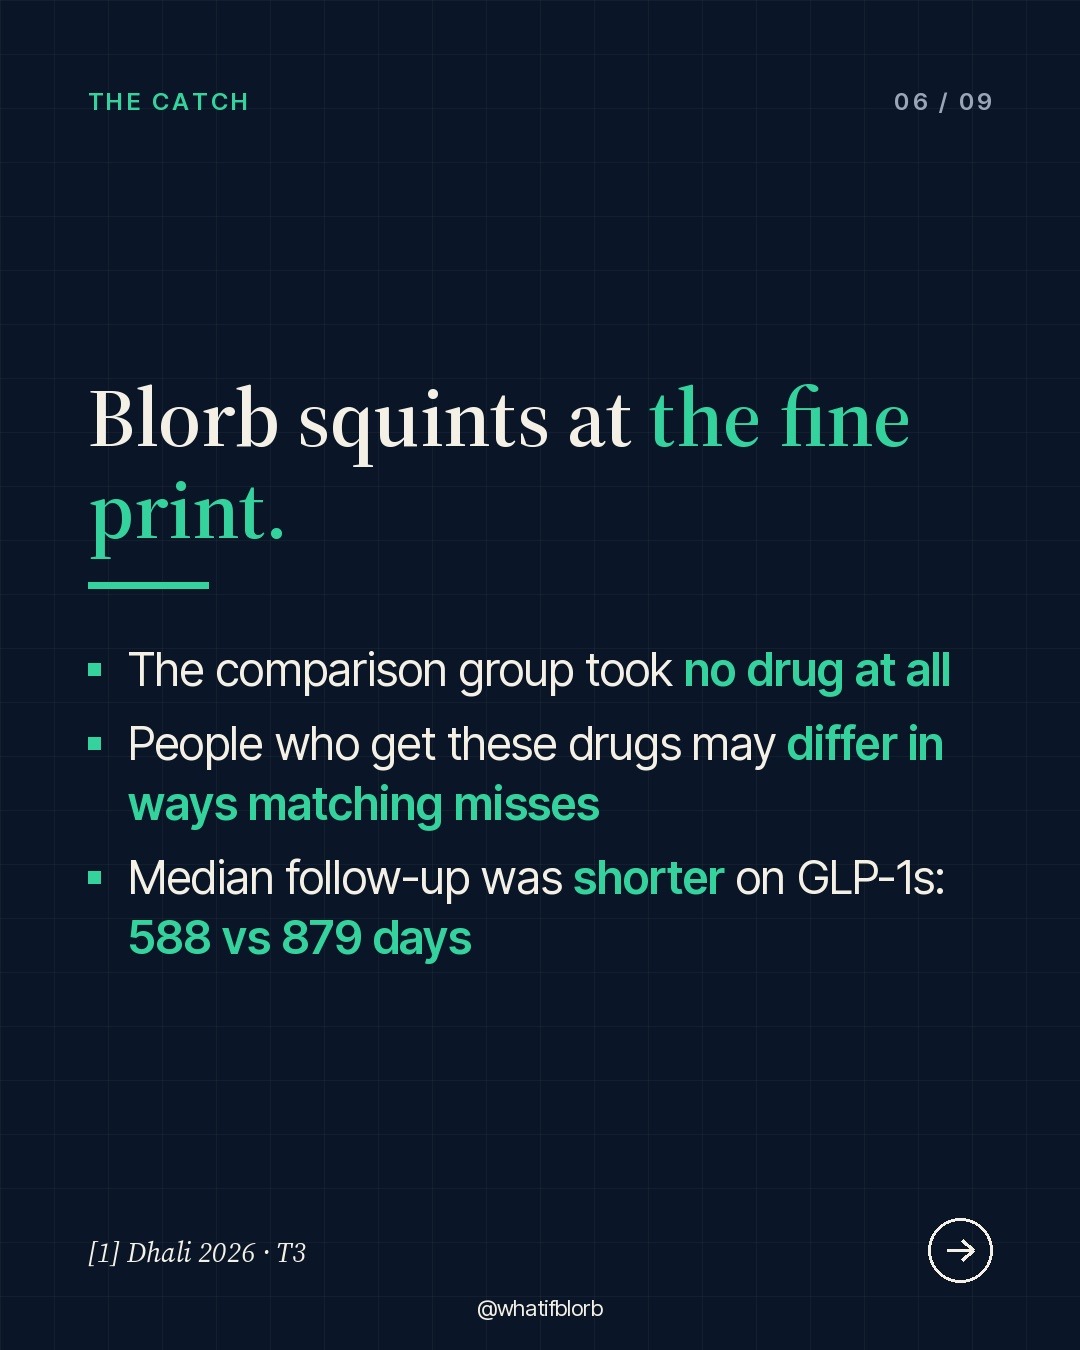 THE CATCH
06 / 09
Blorb squints at the fine
print.
The comparison group took no drug at all
People who get these drugs may differ in
ways matching misses
Median follow-up was shorter on GLP-1s:
588 vs 879 days
[1] Dhali 2026 · T3
@whatifblorb